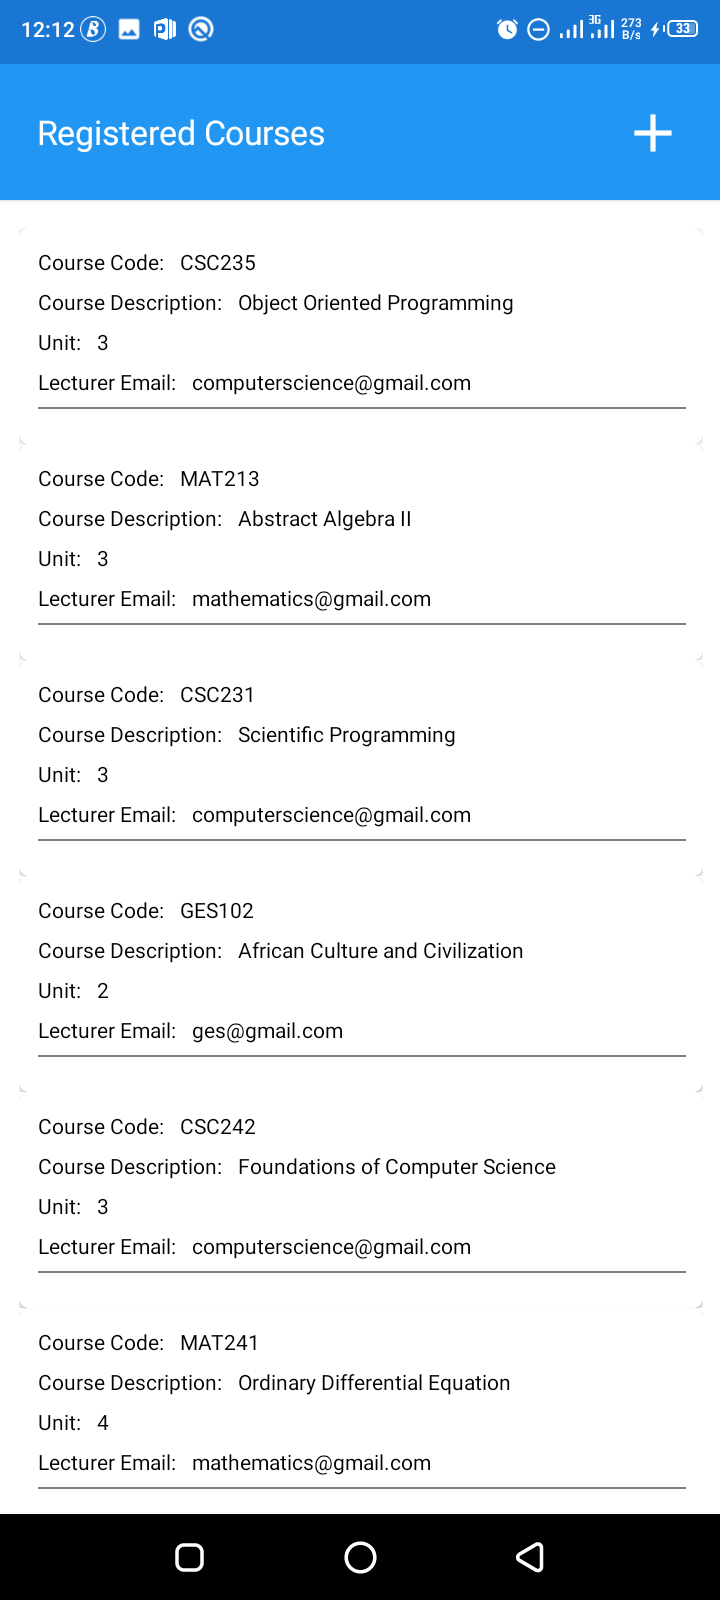 12:12 3G 273 B/s 33
Registered Courses
Course Code: CSC235
Course Description: Object Oriented Programming
Unit: 3
Lecturer Email: computerscience@gmail.com
Course Code: MAT213
Course Description: Abstract Algebra II
Unit: 3
Lecturer Email: mathematics@gmail.com
Course Code: CSC231
Course Description: Scientific Programming
Unit: 3
Lecturer Email: computerscience@gmail.com
Course Code: GES102
Course Description: African Culture and Civilization
Unit: 2
Lecturer Email: ges@gmail.com
Course Code: CSC242
Course Description: Foundations of Computer Science
Unit: 3
Lecturer Email: computerscience@gmail.com
Course Code: MAT241
Course Description: Ordinary Differential Equation
Unit: 4
Lecturer Email: mathematics@gmail.com